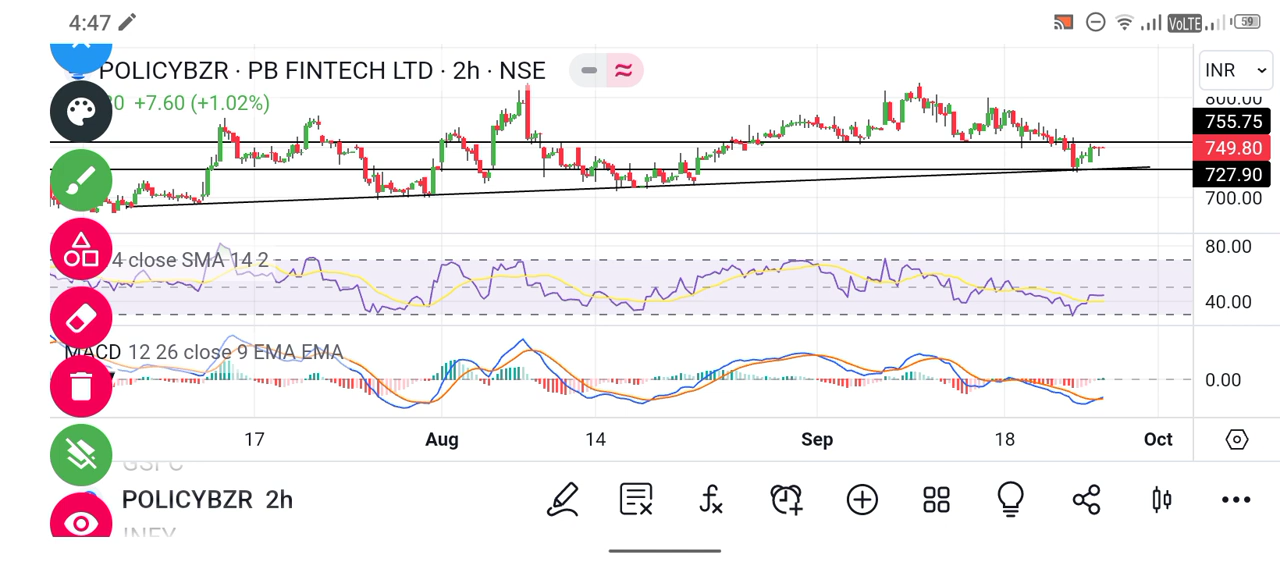 4:47 VoLTE 59
POLICYBZR · PB FINTECH LTD · 2h · NSE
INR
+7.60 (+1.02%)
800.00
755.75
749.80
727.90
700.00
4 close SMA 14 2
80.00
40.00
MACD 12 26 close 9 EMA EMA
0.00
17 Aug 14 Sep 18 Oct
POLICYBZR 2h